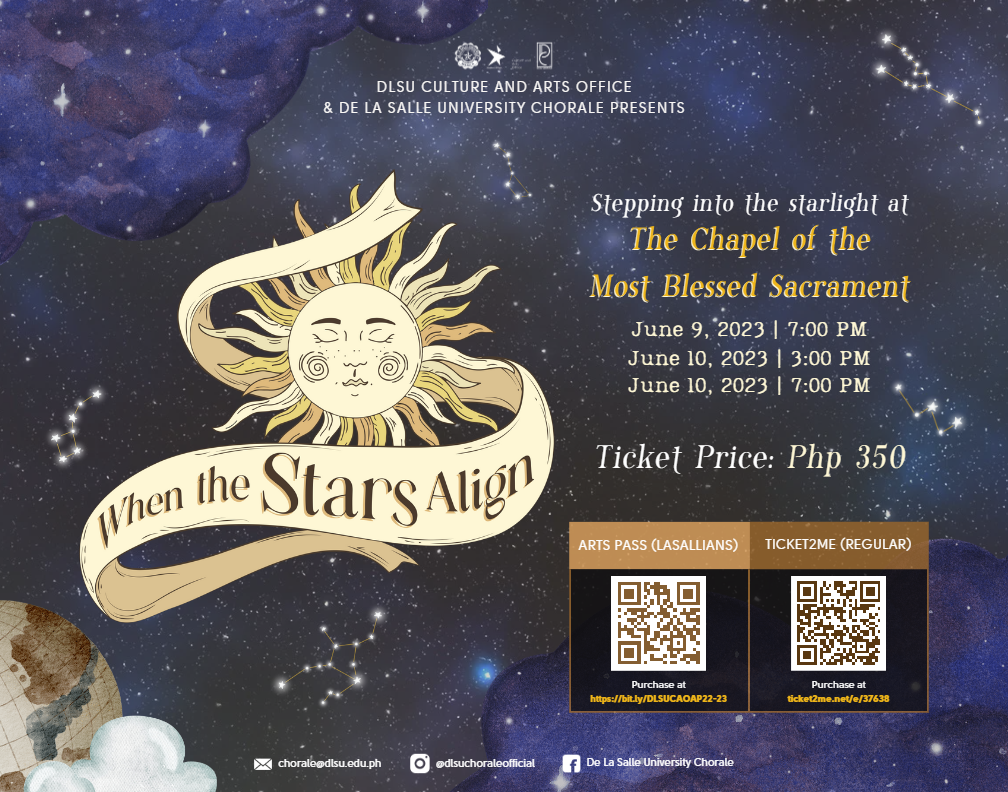 DLSU CULTURE AND ARTS OFFICE
& DE LA SALLE UNIVERSITY CHORALE PRESENTS
Stepping into the starlight at
The Chapel of the
Most Blessed Sacrament
June 9, 2023 | 7:00 PM
June 10, 2023 | 3:00 PM
June 10, 2023 | 7:00 PM
When the Stars Align
Ticket Price: Php 350
ARTS PASS (LASALLIANS)
Purchase at
https://bit.ly/DLSUCAOAP22-23
TICKET2ME (REGULAR)
Purchase at
ticket2me.net/e/37638
chorale@dlsu.edu.ph
@dlsuchoraleofficial
De La Salle University Chorale